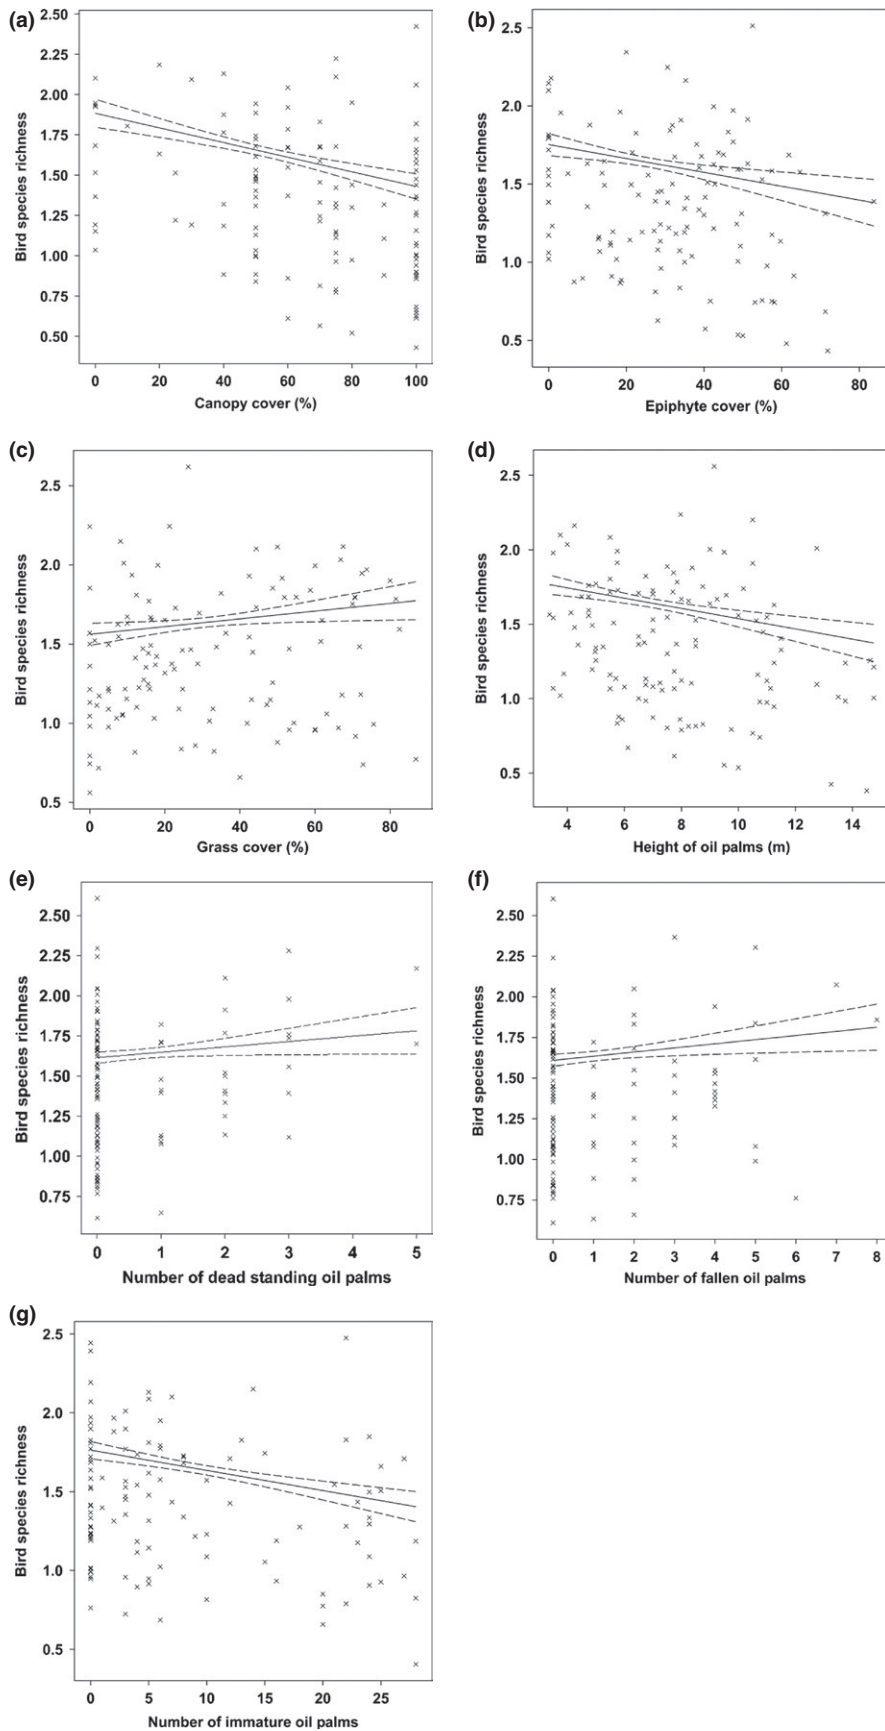 (a)
2.50
2.25
2.00
1.75
1.50
1.25
1.00
0.75
0.50
Bird species richness
0 20 40 60 80 100
Canopy cover (%)
(b)
2.5
2.0
1.5
1.0
0.5
Bird species richness
0 20 40 60 80
Epiphyte cover (%)
(c)
2.5
2.0
1.5
1.0
0.5
Bird species richness
0 20 40 60 80
Grass cover (%)
(d)
2.5
2.0
1.5
1.0
0.5
Bird species richness
4 6 8 10 12 14
Height of oil palms (m)
(e)
2.50
2.25
2.00
1.75
1.50
1.25
1.00
0.75
Bird species richness
0 1 2 3 4 5
Number of dead standing oil palms
(f)
2.50
2.25
2.00
1.75
1.50
1.25
1.00
0.75
Bird species richness
0 1 2 3 4 5 6 7 8
Number of fallen oil palms
(g)
2.5
2.0
1.5
1.0
0.5
Bird species richness
0 5 10 15 20 25
Number of immature oil palms